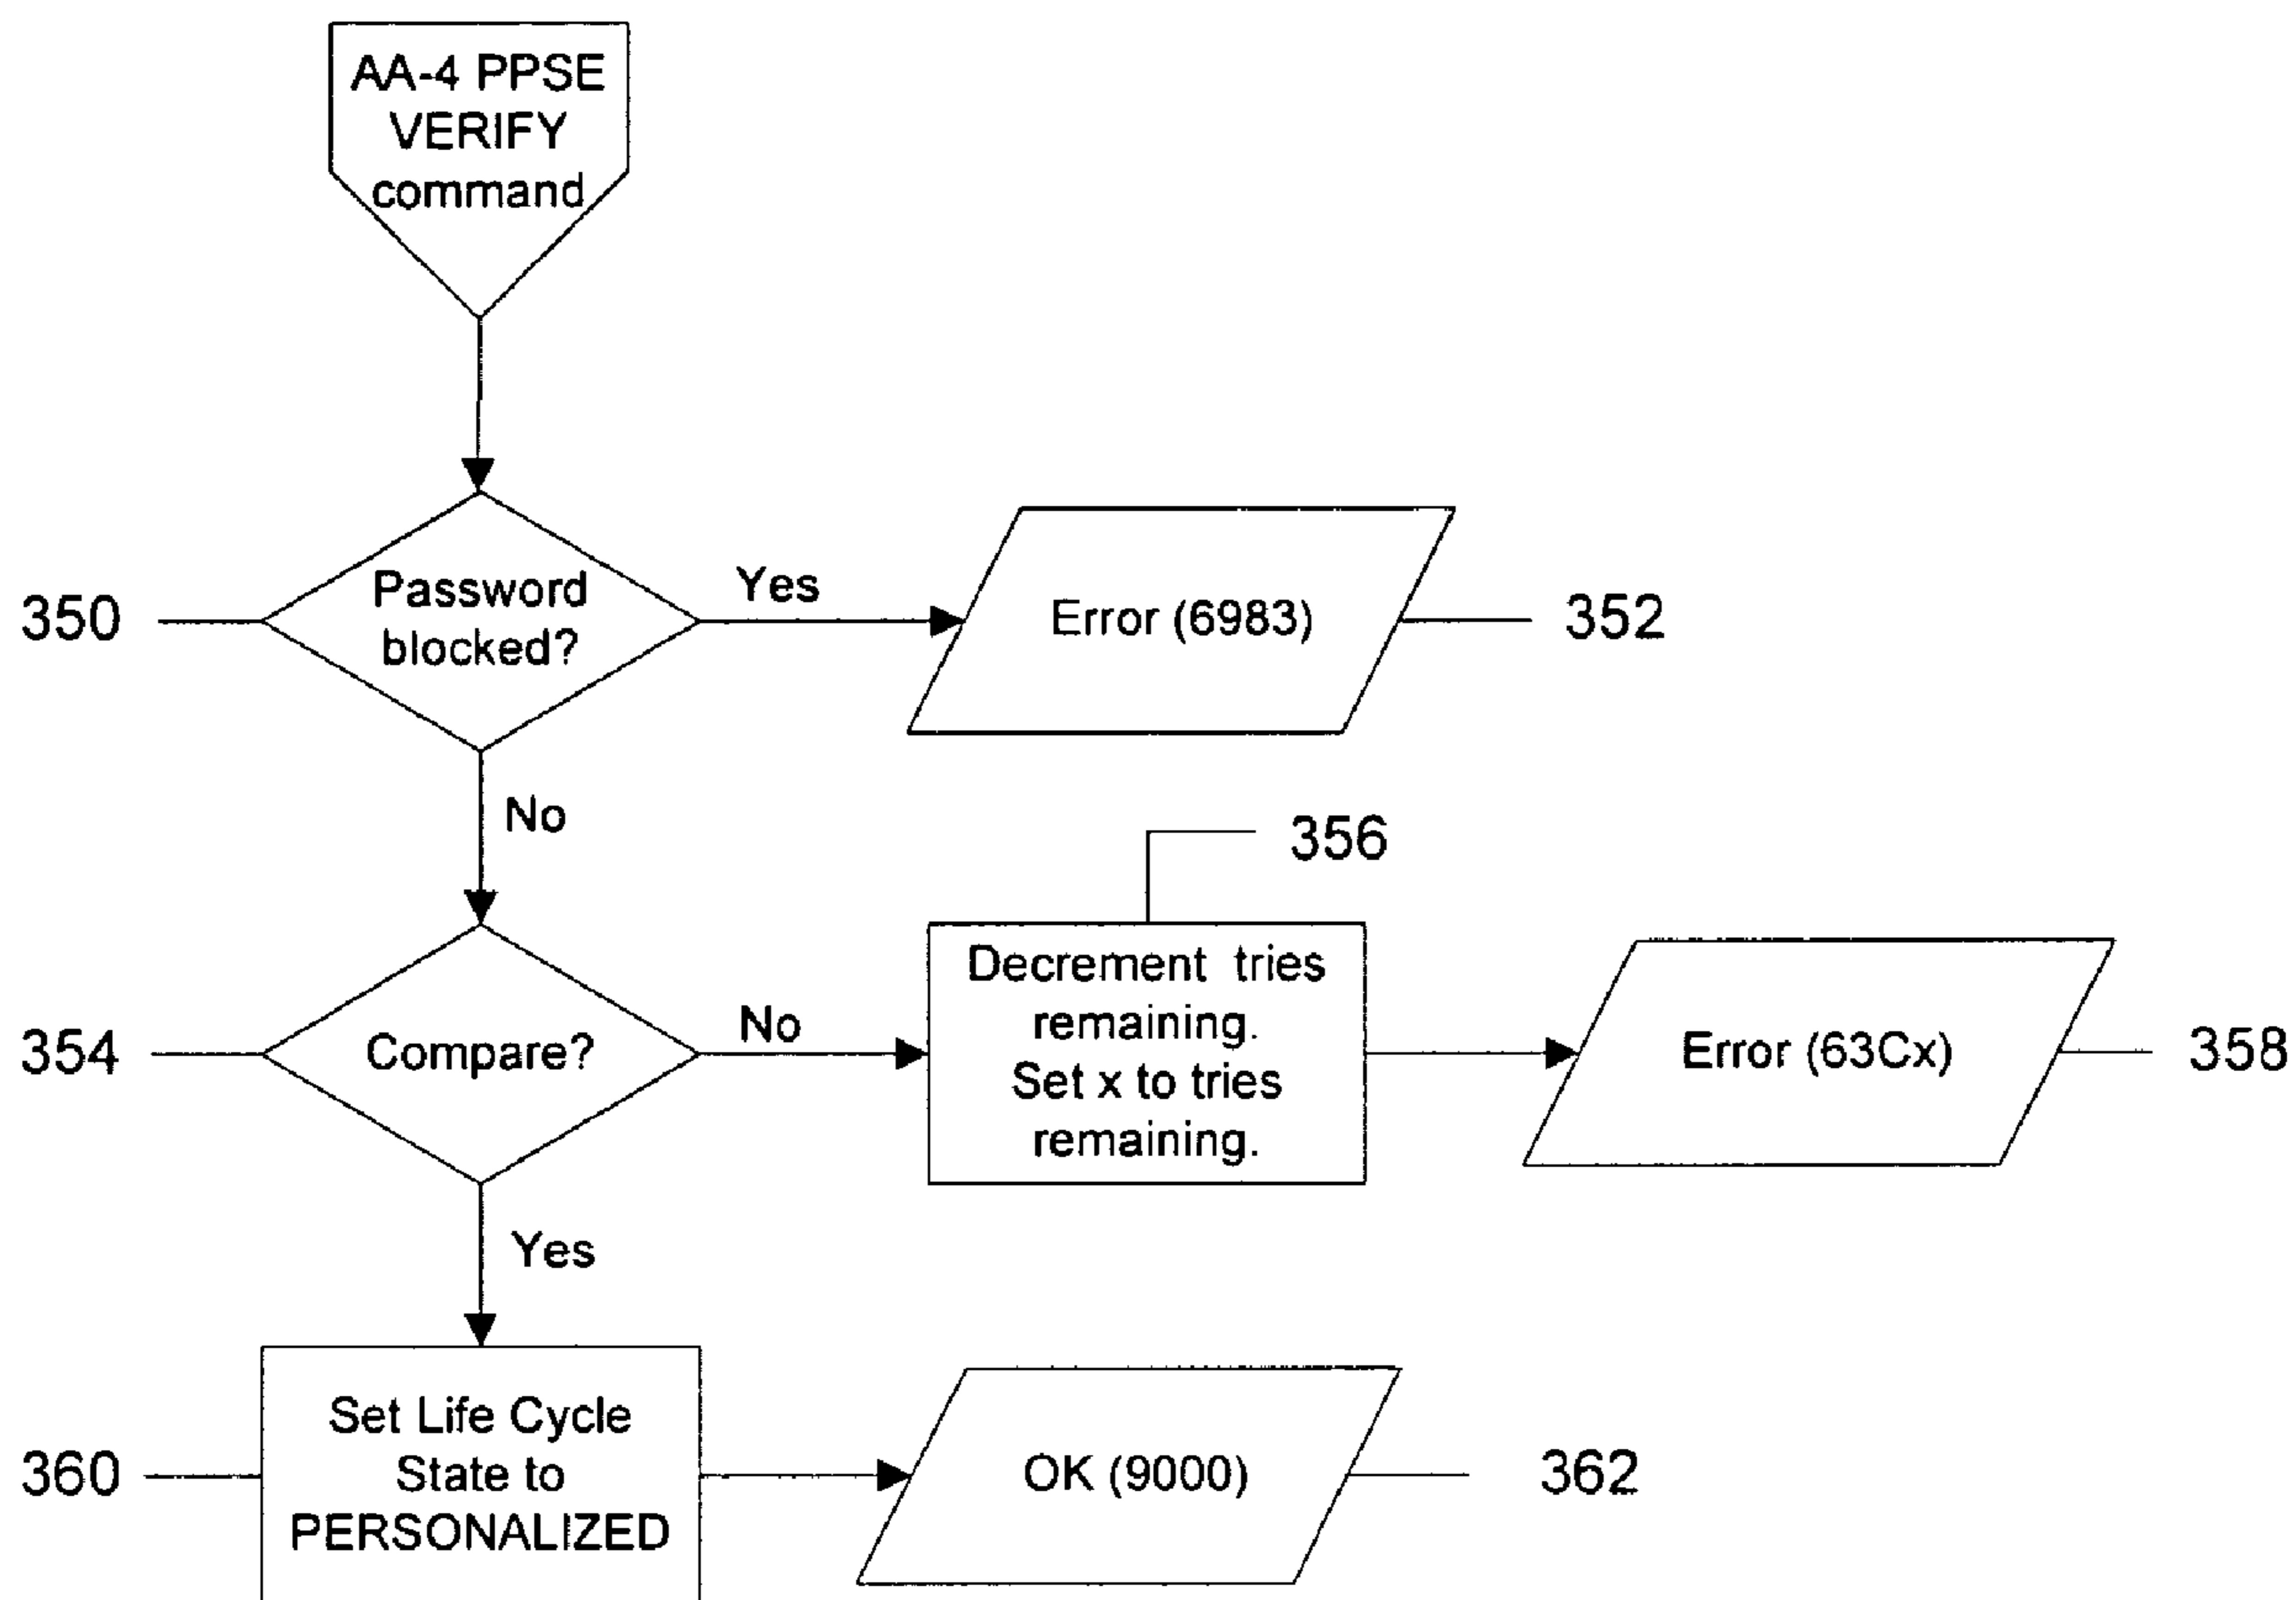 AA-4 PPSE
VERIFY
command
350
Password
blocked?
Yes
Error (6983)
352
No
356
354
Compare?
No
Decrement tries
remaining.
Set x to tries
remaining.
Error (63Cx)
358
Yes
360
Set Life Cycle
State to
PERSONALIZED
OK (9000)
362